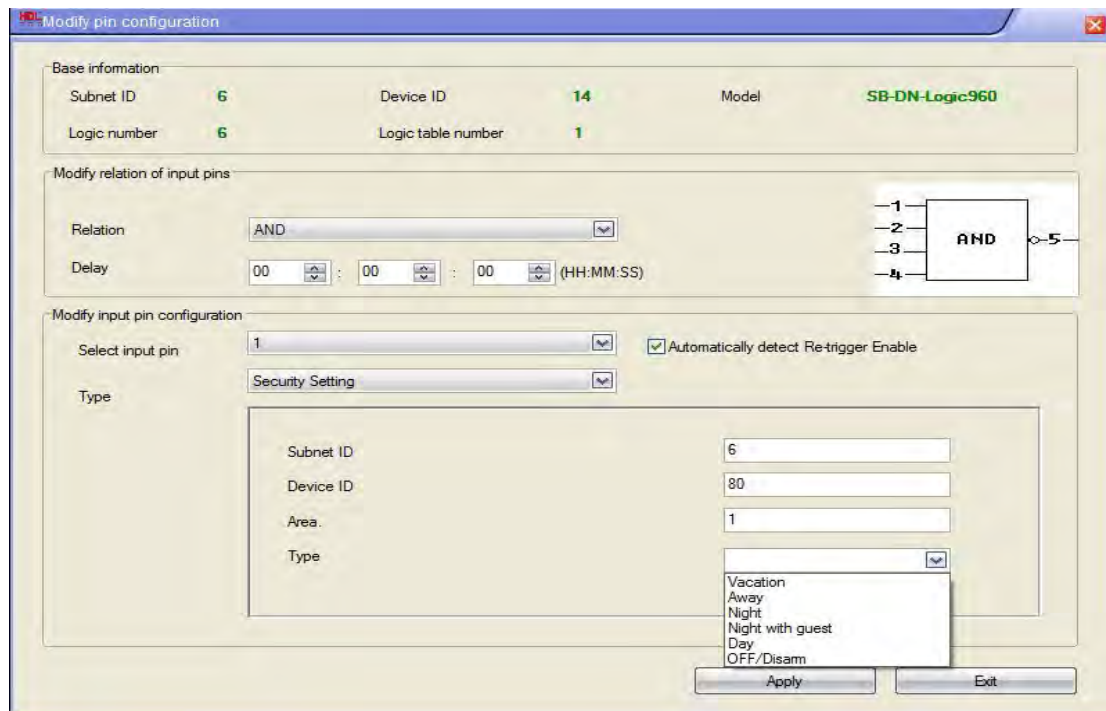 HDL Modify pin configuration
Base information
Subnet ID 6 Device ID 14 Model SB-DN-Logic960
Logic number 6 Logic table number 1
Modify relation of input pins
Relation AND
Delay 00 : 00 : 00 (HH:MM:SS)
1
2
3
4
AND
5
Modify input pin configuration
Select input pin 1 Automatically detect Re-trigger Enable
Type Security Setting
Subnet ID 6
Device ID 80
Area. 1
Type
Vacation
Away
Night
Night with guest
Day
OFF/Disarm
Apply Exit